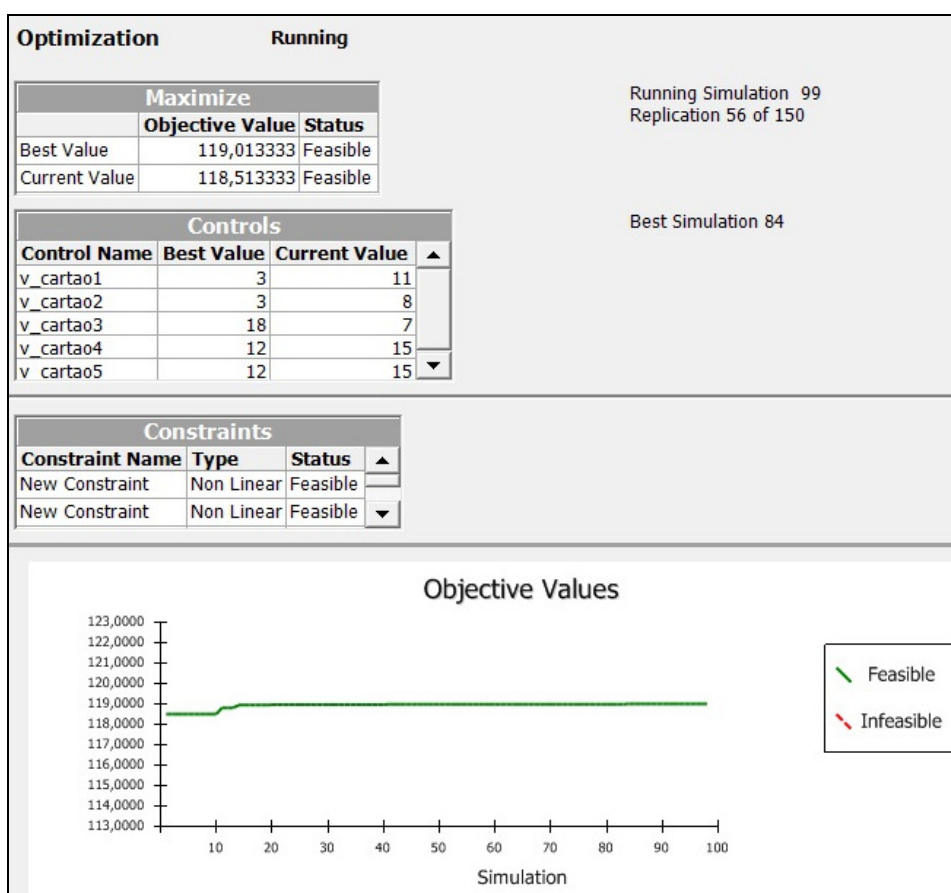 Optimization Running
Maximize
Objective Value Status
Best Value 119,013333 Feasible
Current Value 118,513333 Feasible
Running Simulation 99
Replication 56 of 150
Controls
Control Name Best Value Current Value
v_cartao1 3 11
v_cartao2 3 8
v_cartao3 18 7
v_cartao4 12 15
v_cartao5 12 15
Best Simulation 84
Constraints
Constraint Name Type Status
New Constraint Non Linear Feasible
New Constraint Non Linear Feasible
Objective Values
123,0000
122,0000
121,0000
120,0000
119,0000
118,0000
117,0000
116,0000
115,0000
114,0000
113,0000
10 20 30 40 50 60 70 80 90 100
Simulation
Feasible
Infeasible